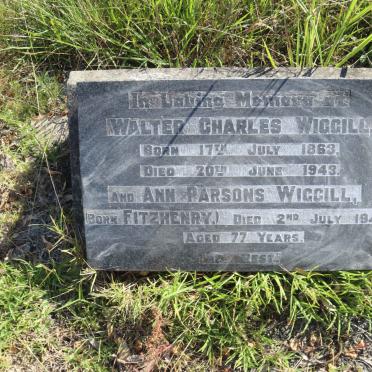 In Loving Memory of
WALTER CHARLES WIGGILL,
BORN 17TH JULY 1863.
DIED 20TH JUNE 1943.
AND ANN PARSONS WIGGILL,
(BORN FITZHENRY.) DIED 2ND JULY
AGED 77 YEARS.
REST